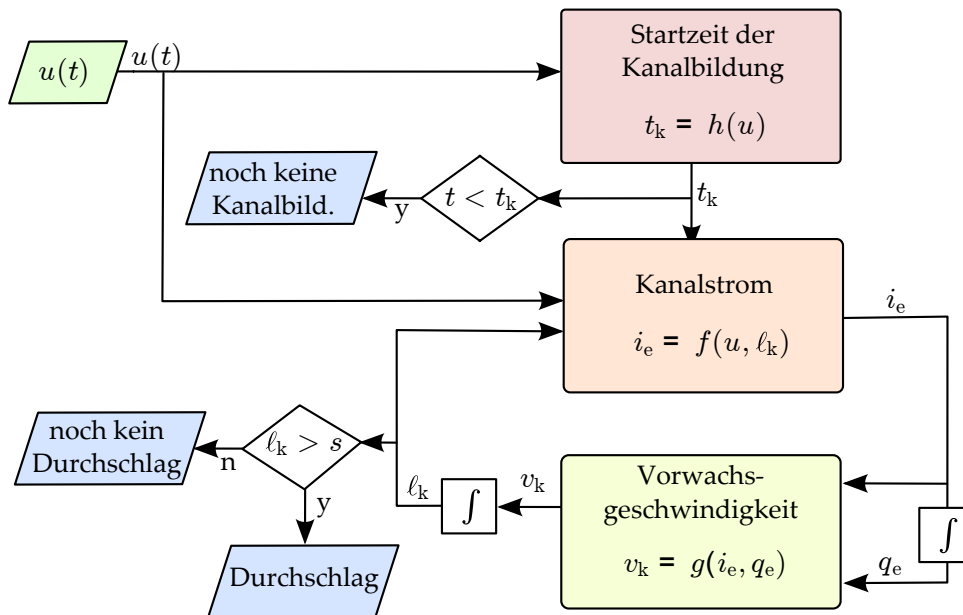 u(t)
u(t)
Startzeit der
Kanalbildung
t_k = h(u)
noch keine
Kanalbild.
y
t < t_k
t_k
Kanalstrom
i_e = f(u, ℓ_k)
i_e
noch kein
Durchschlag
n
ℓ_k > s
y
Durchschlag
ℓ_k
∫
v_k
Vorwachs-
geschwindigkeit
v_k = g(i_e, q_e)
∫
q_e